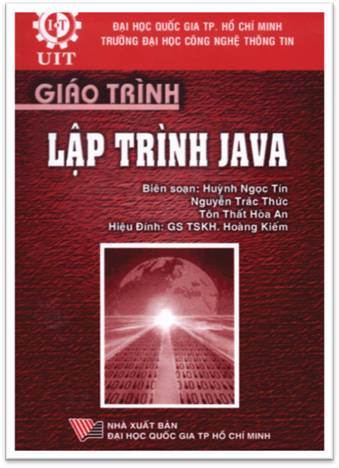 I·T
UIT
ĐẠI HỌC QUỐC GIA TP. HỒ CHÍ MINH
TRƯỜNG ĐẠI HỌC CÔNG NGHỆ THÔNG TIN
GIÁO TRÌNH
LẬP TRÌNH JAVA
Biên soạn: Huỳnh Ngọc Tín
Nguyễn Trác Thức
Tôn Thất Hòa An
Hiệu Đính: GS TSKH. Hoàng Kiếm
NHÀ XUẤT BẢN
ĐẠI HỌC QUỐC GIA TP HỒ CHÍ MINH